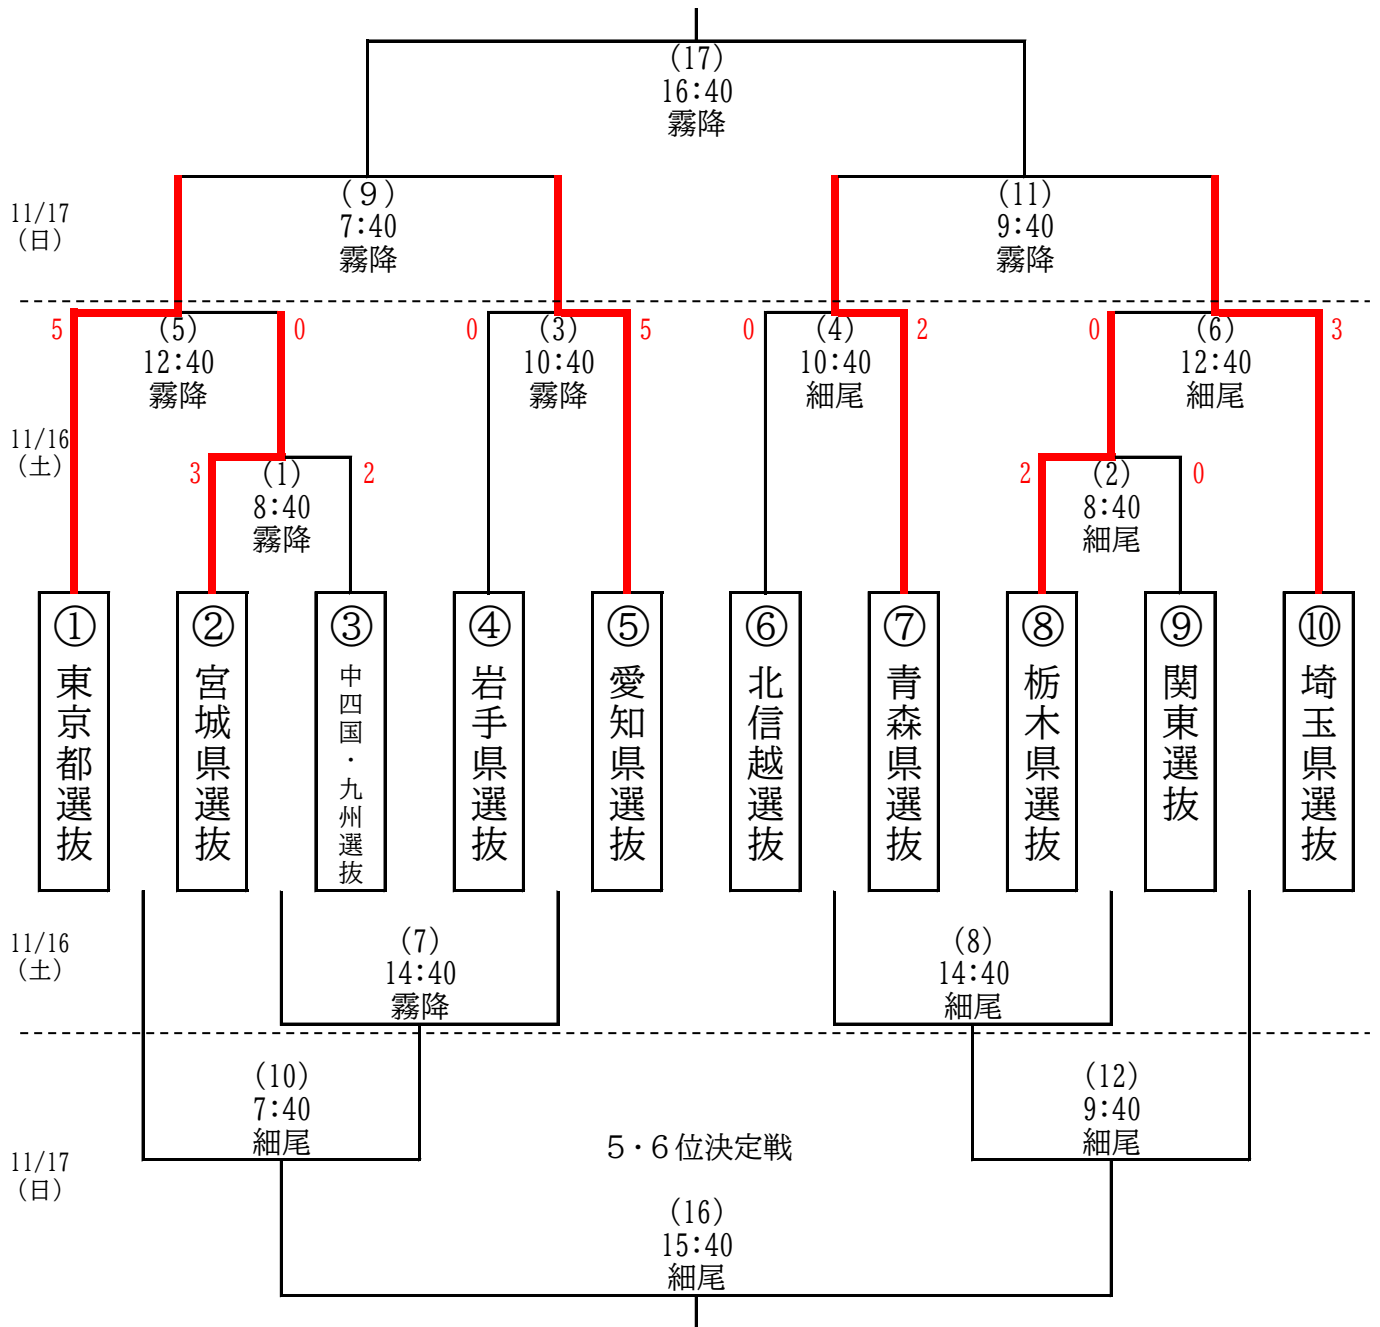 (17)
16:40
霧降
11/17
(日)
(９)
7:40
霧降
(11)
9:40
霧降
5
(5)
0
12:40
霧降
0
(3)
5
10:40
霧降
0
(4)
2
10:40
細尾
0
(6)
3
12:40
細尾
11/16
(土)
3
(1)
2
8:40
霧降
2
(2)
0
8:40
細尾
①東京都選抜
②宮城県選抜
③中四国・九州選抜
④岩手県選抜
⑤愛知県選抜
⑥北信越選抜
⑦青森県選抜
⑧栃木県選抜
⑨関東選抜
⑩埼玉県選抜
11/16
(土)
(7)
14:40
霧降
(8)
14:40
細尾
11/17
(日)
(10)
7:40
細尾
５・６位決定戦
(12)
9:40
細尾
(16)
15:40
細尾